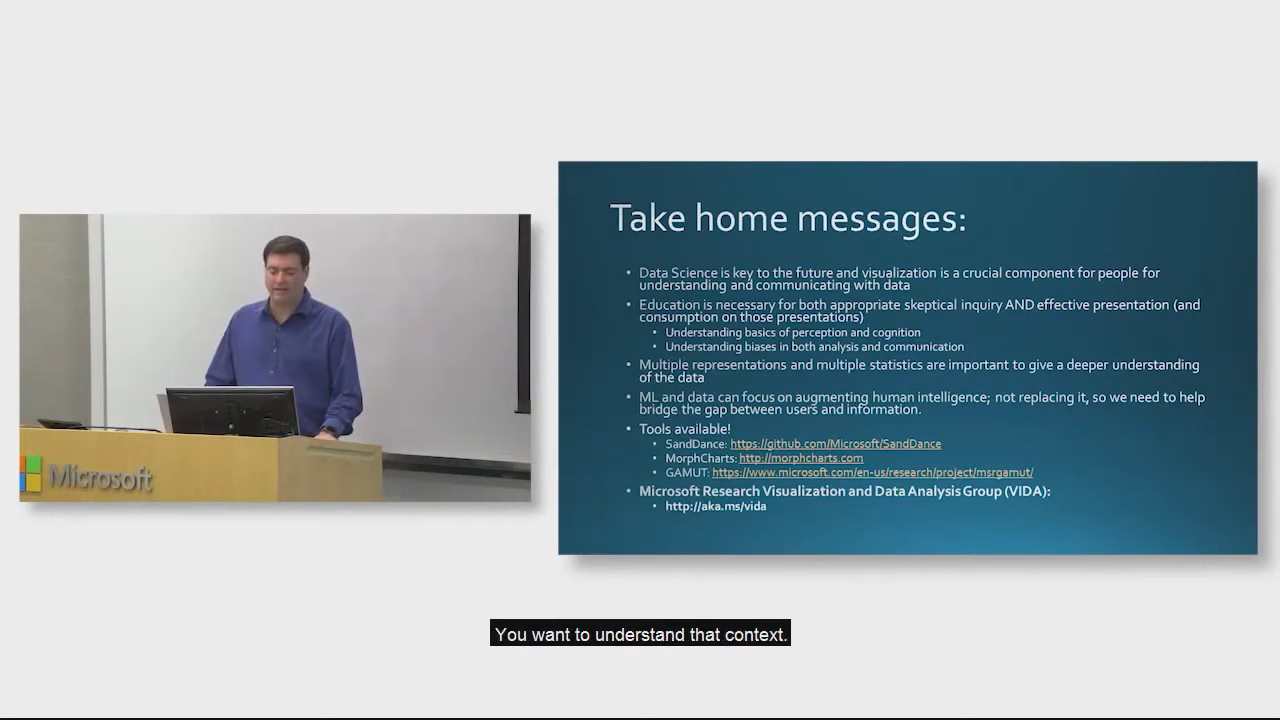 Take home messages:
• Data Science is key to the future and visualization is a crucial component for people for
understanding and communicating with data
• Education is necessary for both appropriate skeptical inquiry AND effective presentation (and
consumption on those presentations)
• Understanding basics of perception and cognition
• Understanding biases in both analysis and communication
• Multiple representations and multiple statistics are important to give a deeper understanding
of the data
• ML and data can focus on augmenting human intelligence; not replacing it, so we need to help
bridge the gap between users and information.
• Tools available!
• SandDance: https://github.com/Microsoft/SandDance
• MorphCharts: http://morphcharts.com
• GAMUT: https://www.microsoft.com/en-us/research/project/msrgamut/
• Microsoft Research Visualization and Data Analysis Group (VIDA):
• http://aka.ms/vida
Microsoft
You want to understand that context.